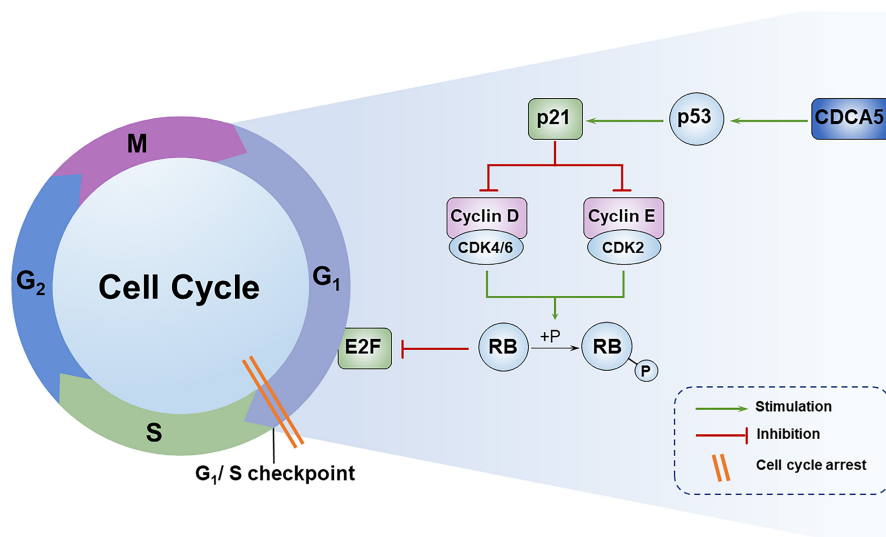 p21
p53
CDCA5
M
Cyclin D
Cyclin E
CDK4/6
CDK2
G₂
Cell Cycle
G₁
E2F
RB
+P
RB
P
S
G₁/ S checkpoint
Stimulation
Inhibition
Cell cycle arrest